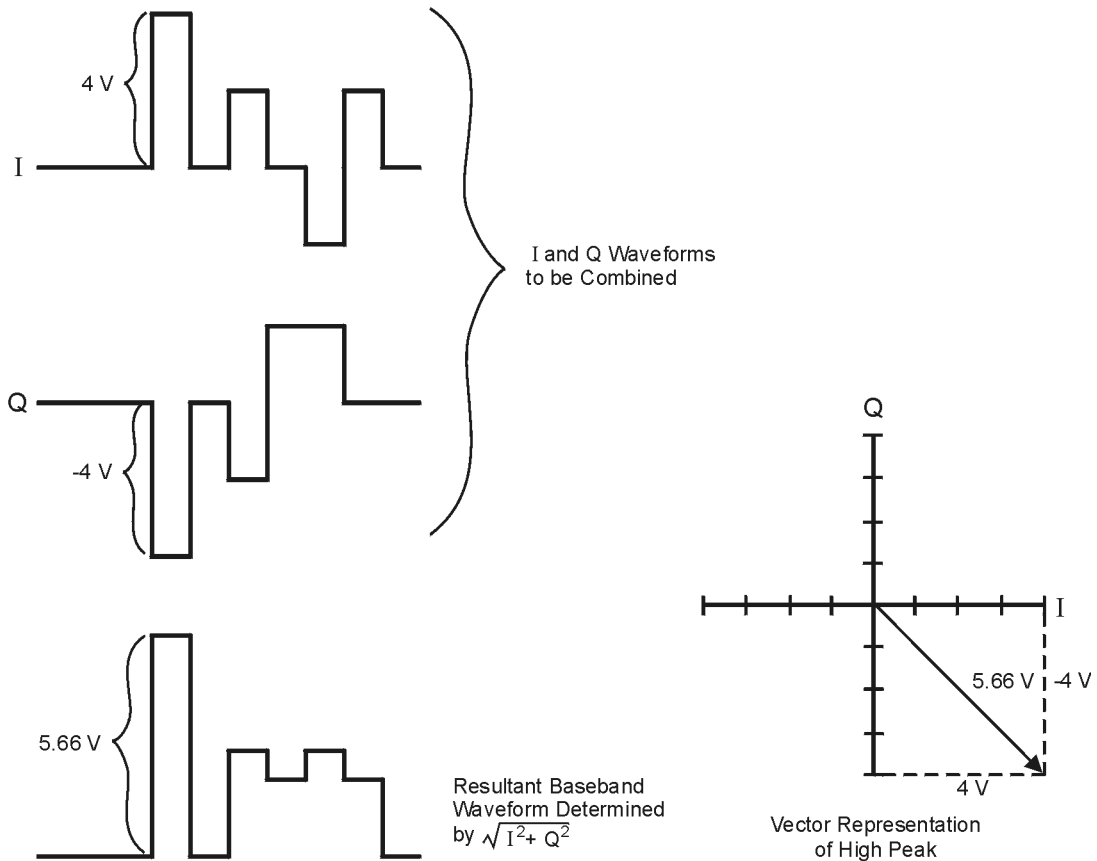 4 V
I
I and Q Waveforms
to be Combined
Q
-4 V
Q
I
5.66 V
-4 V
4 V
Vector Representation
of High Peak
5.66 V
Resultant Baseband
Waveform Determined
by √I²+ Q²